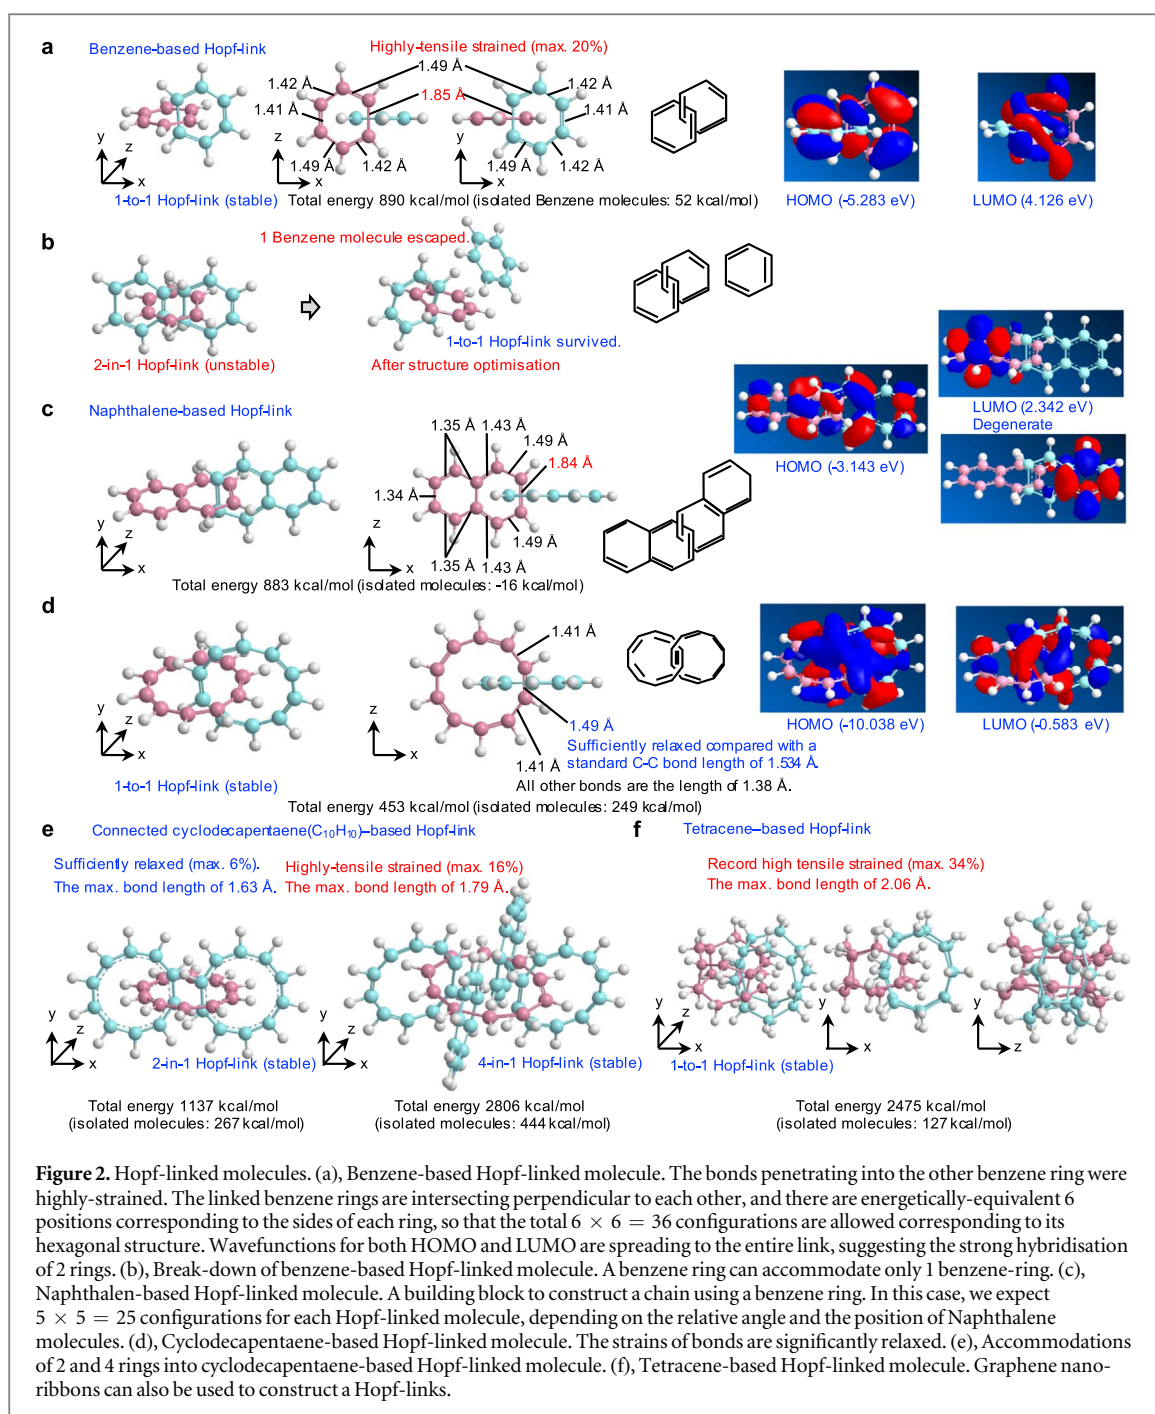 a
Benzene-based Hopf-link
Highly-tensile strained (max. 20%)
1.49 Å
1.42 Å
1.42 Å
1.41 Å
1.85 Å
1.41 Å
1.49 Å
1.42 Å
1.49 Å
1.42 Å
y
z
x
z
x
y
x
1-to-1 Hopf-link (stable)
Total energy 890 kcal/mol (isolated Benzene molecules: 52 kcal/mol)
HOMO (-5.283 eV)
LUMO (4.126 eV)
b
1 Benzene molecule escaped.
1-to-1 Hopf-link survived.
2-in-1 Hopf-link (unstable)
After structure optimisation
c
Naphthalene-based Hopf-link
1.35 Å
1.43 Å
1.49 Å
1.84 Å
1.34 Å
1.49 Å
1.35 Å
1.43 Å
y
z
x
z
x
Total energy 883 kcal/mol (isolated molecules: -16 kcal/mol)
HOMO (-3.143 eV)
LUMO (2.342 eV)
Degenerate
d
1.41 Å
1.49 Å
Sufficiently relaxed compared with a
standard C-C bond length of 1.534 Å.
1.41 Å
All other bonds are the length of 1.38 Å.
y
z
x
z
x
1-to-1 Hopf-link (stable)
Total energy 453 kcal/mol (isolated molecules: 249 kcal/mol)
HOMO (-10.038 eV)
LUMO (-0.583 eV)
e
Connected cyclodecapentaene(C₁₀H₁₀)–based Hopf-link
Sufficiently relaxed (max. 6%).
The max. bond length of 1.63 Å.
Highly-tensile strained (max. 16%)
The max. bond length of 1.79 Å.
y
z
x
2-in-1 Hopf-link (stable)
y
z
x
4-in-1 Hopf-link (stable)
Total energy 1137 kcal/mol
(isolated molecules: 267 kcal/mol)
Total energy 2806 kcal/mol
(isolated molecules: 444 kcal/mol)
f
Tetracene–based Hopf-link
Record high tensile strained (max. 34%)
The max. bond length of 2.06 Å.
y
z
x
y
x
y
z
1-to-1 Hopf-link (stable)
Total energy 2475 kcal/mol
(isolated molecules: 127 kcal/mol)
Figure 2. Hopf-linked molecules. (a), Benzene-based Hopf-linked molecule. The bonds penetrating into the other benzene ring were
highly-strained. The linked benzene rings are intersecting perpendicular to each other, and there are energetically-equivalent 6
positions corresponding to the sides of each ring, so that the total 6 × 6 = 36 configurations are allowed corresponding to its
hexagonal structure. Wavefunctions for both HOMO and LUMO are spreading to the entire link, suggesting the strong hybridisation
of 2 rings. (b), Break-down of benzene-based Hopf-linked molecule. A benzene ring can accommodate only 1 benzene-ring. (c),
Naphthalen-based Hopf-linked molecule. A building block to construct a chain using a benzene ring. In this case, we expect
5 × 5 = 25 configurations for each Hopf-linked molecule, depending on the relative angle and the position of Naphthalene
molecules. (d), Cyclodecapentaene-based Hopf-linked molecule. The strains of bonds are significantly relaxed. (e), Accommodations
of 2 and 4 rings into cyclodecapentaene-based Hopf-linked molecule. (f), Tetracene-based Hopf-linked molecule. Graphene nano-
ribbons can also be used to construct a Hopf-links.